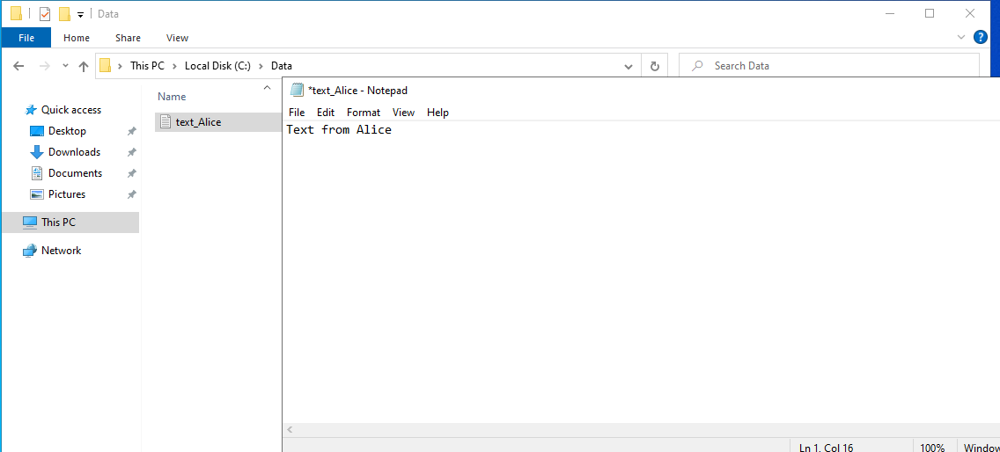 Data
File Home Share View
This PC Local Disk (C:) Data
Search Data
Name
Quick access
Desktop
Downloads
Documents
Pictures
This PC
Network
text_Alice
*text_Alice - Notepad
File Edit Format View Help
Text from Alice
Ln 1, Col 16 100% Window